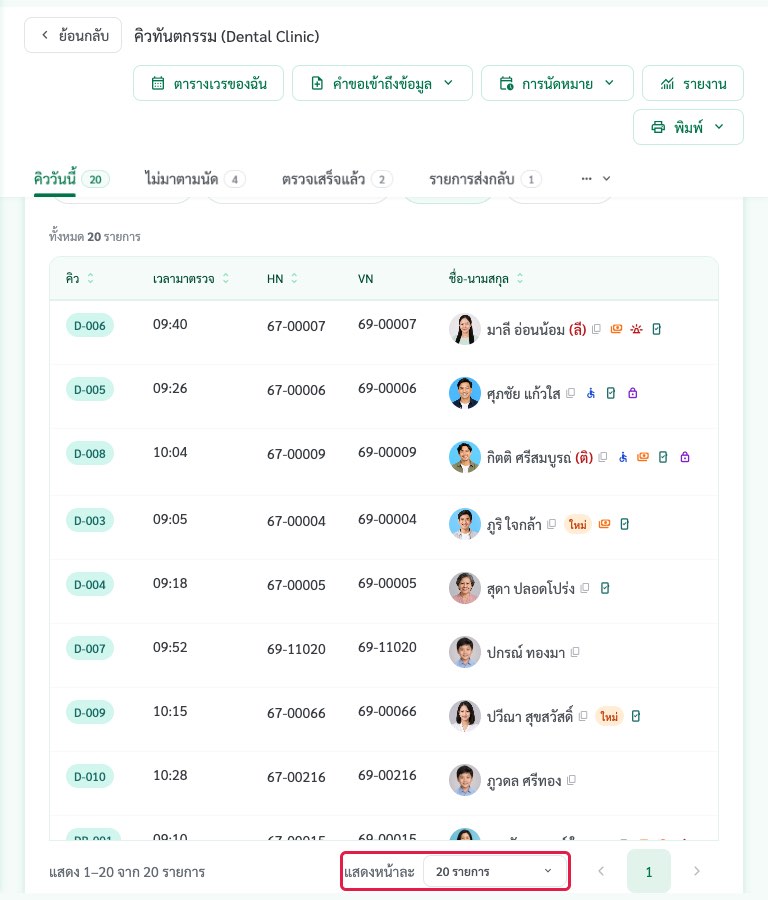 ย้อนกลับ คิวทันตกรรม (Dental Clinic)
ตารางเวรของฉัน คำขอเข้าถึงข้อมูล การนัดหมาย รายงาน
พิมพ์
คิววันนี้ 20 ไม่มาตามนัด 4 ตรวจเสร็จแล้ว 2 รายการส่งกลับ 1 ...
ทั้งหมด 20 รายการ
คิว เวลามาตรวจ HN VN ชื่อ-นามสกุล
D-006 09:40 67-00007 69-00007 มาลี อ่อนน้อม (ลี)
D-005 09:26 67-00006 69-00006 ศุภชัย แก้วใส
D-008 10:04 67-00009 69-00009 กิตติ ศรีสมบูรณ์ (ติ)
D-003 09:05 67-00004 69-00004 ภูริ ใจกล้า ใหม่
D-004 09:18 67-00005 69-00005 สุดา ปลอดโปร่ง
D-007 09:52 69-11020 69-11020 ปกรณ์ ทองมา
D-009 10:15 67-00066 69-00066 ปวีณา สุขสวัสดิ์ ใหม่
D-010 10:28 67-00216 69-00216 ภูวดล ศรีทอง
09:10 67-00015 69-00015
แสดง 1–20 จาก 20 รายการ แสดงหน้าละ 20 รายการ 1